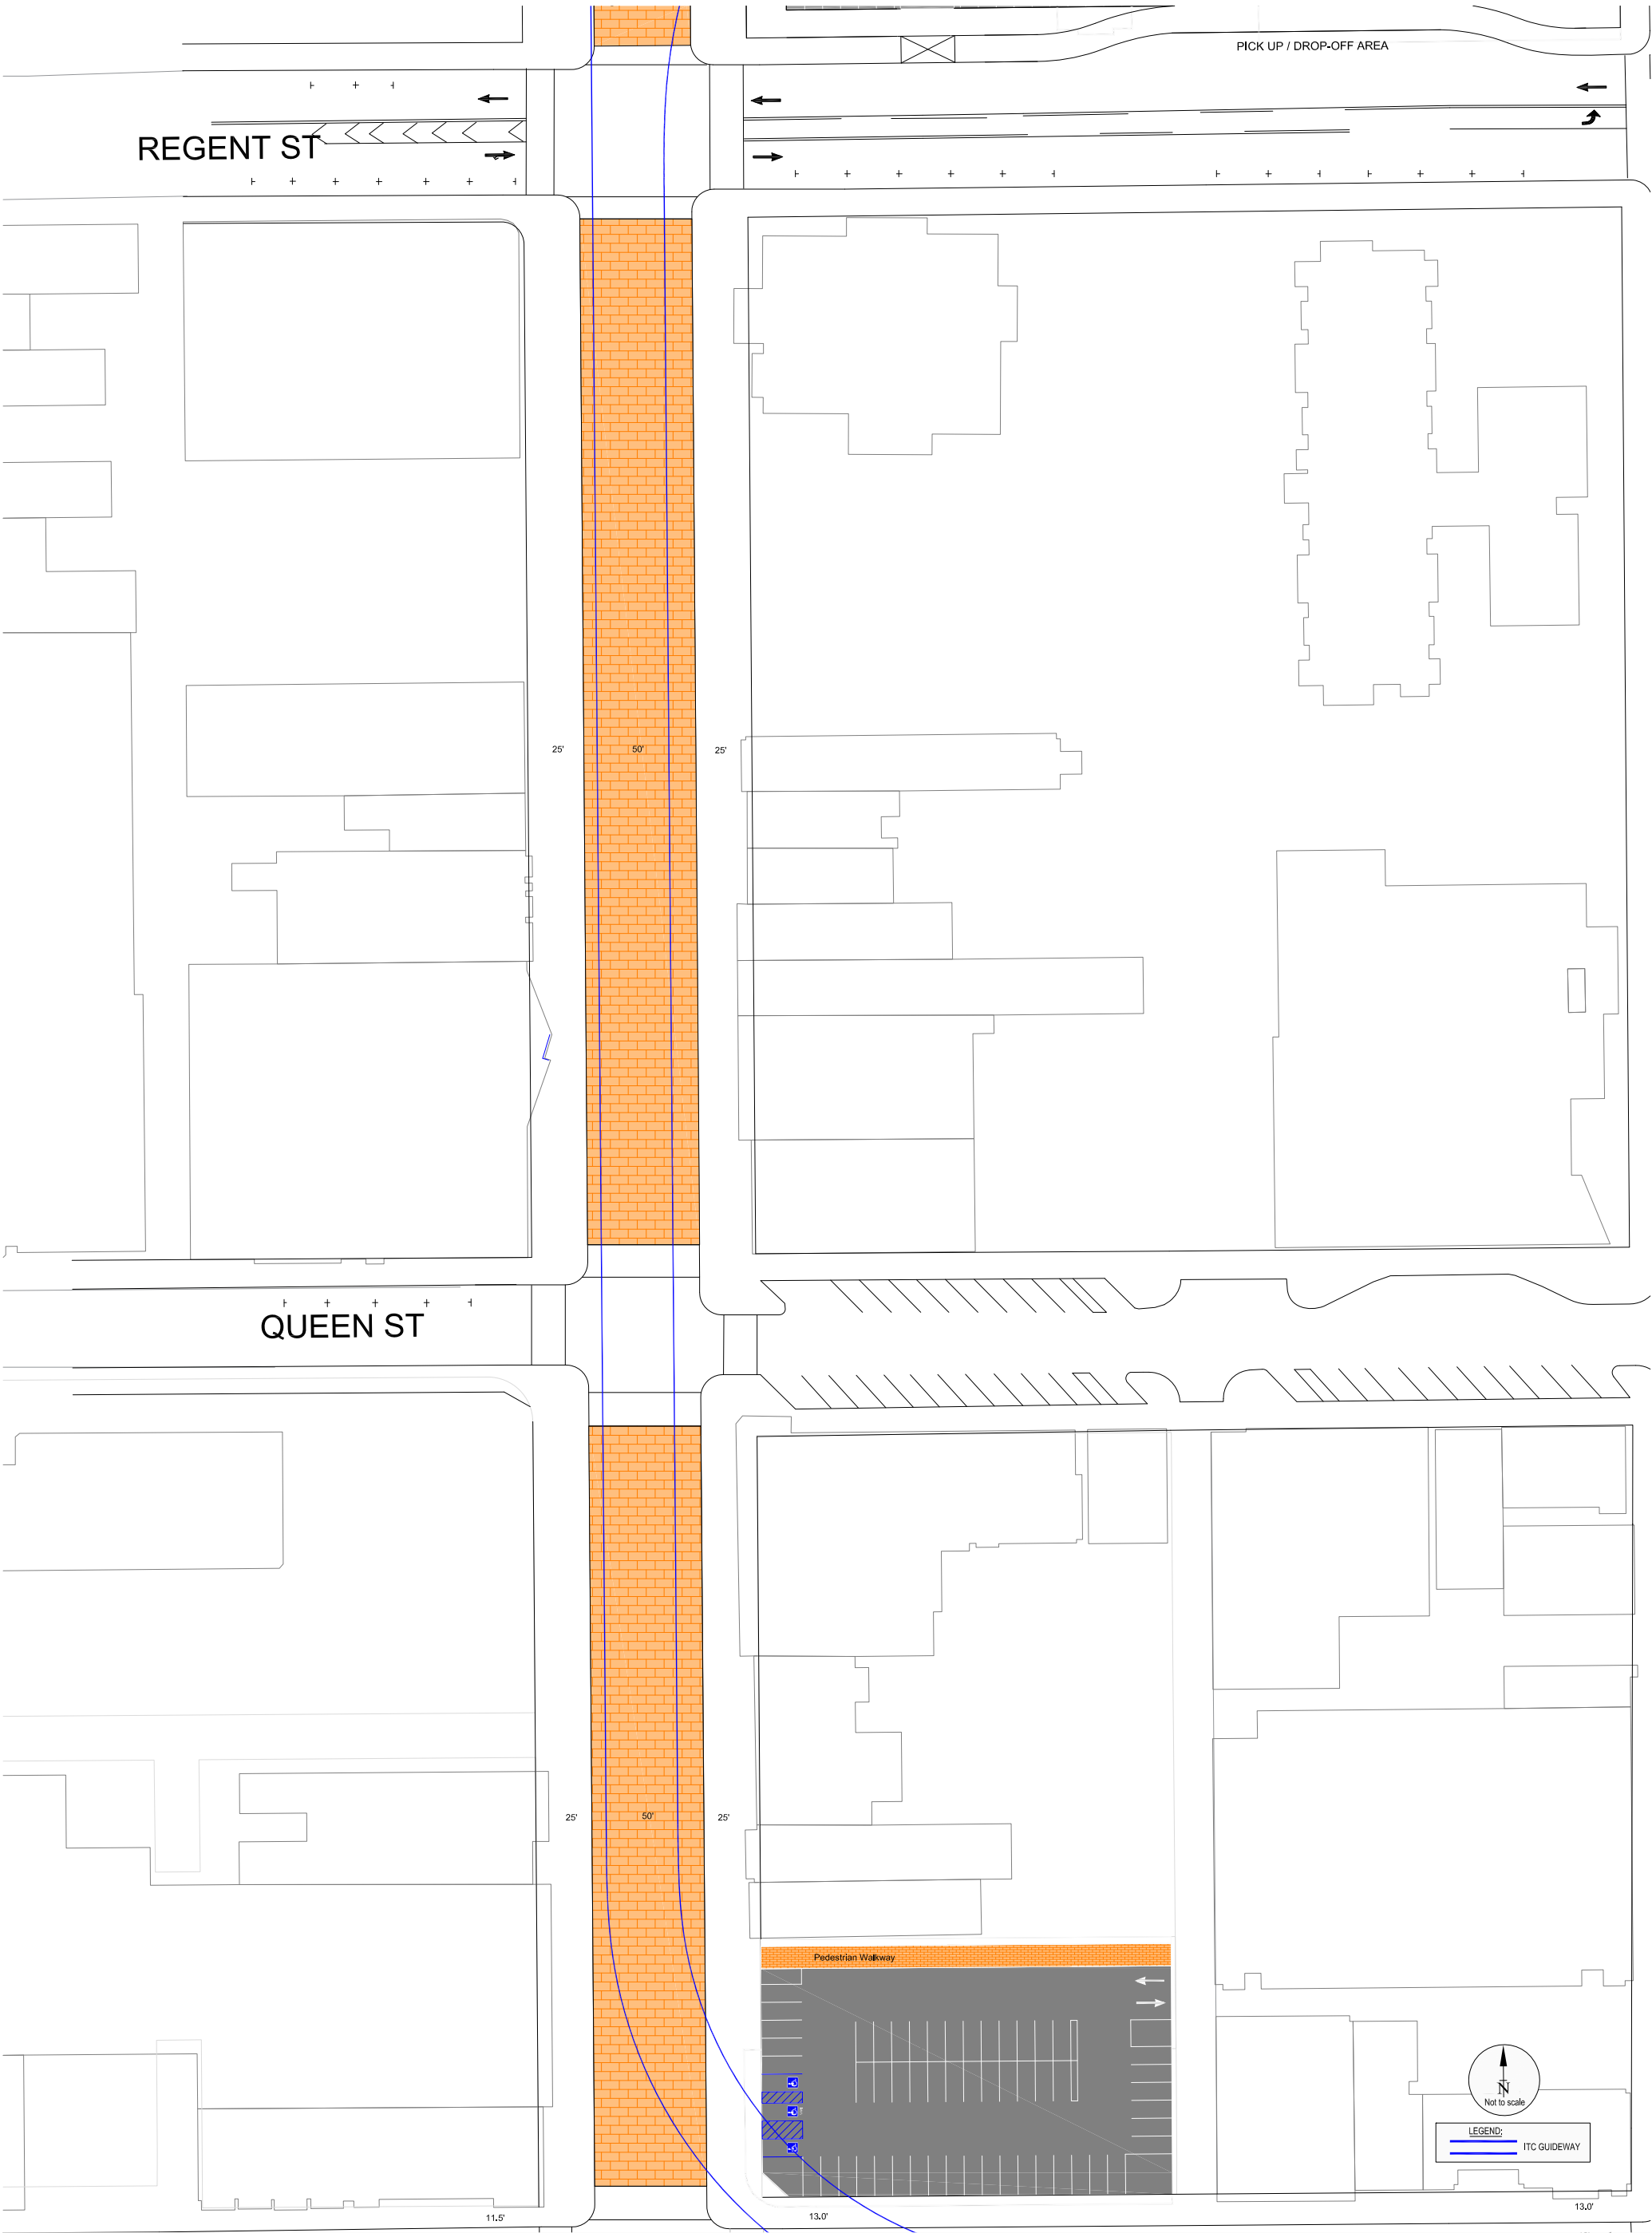 PICK UP / DROP-OFF AREA
REGENT ST
25' 50' 25'
QUEEN ST
25' 50' 25'
Pedestrian Walkway
N
Not to scale
LEGEND:
ITC GUIDEWAY
11.5' 13.0' 13.0'